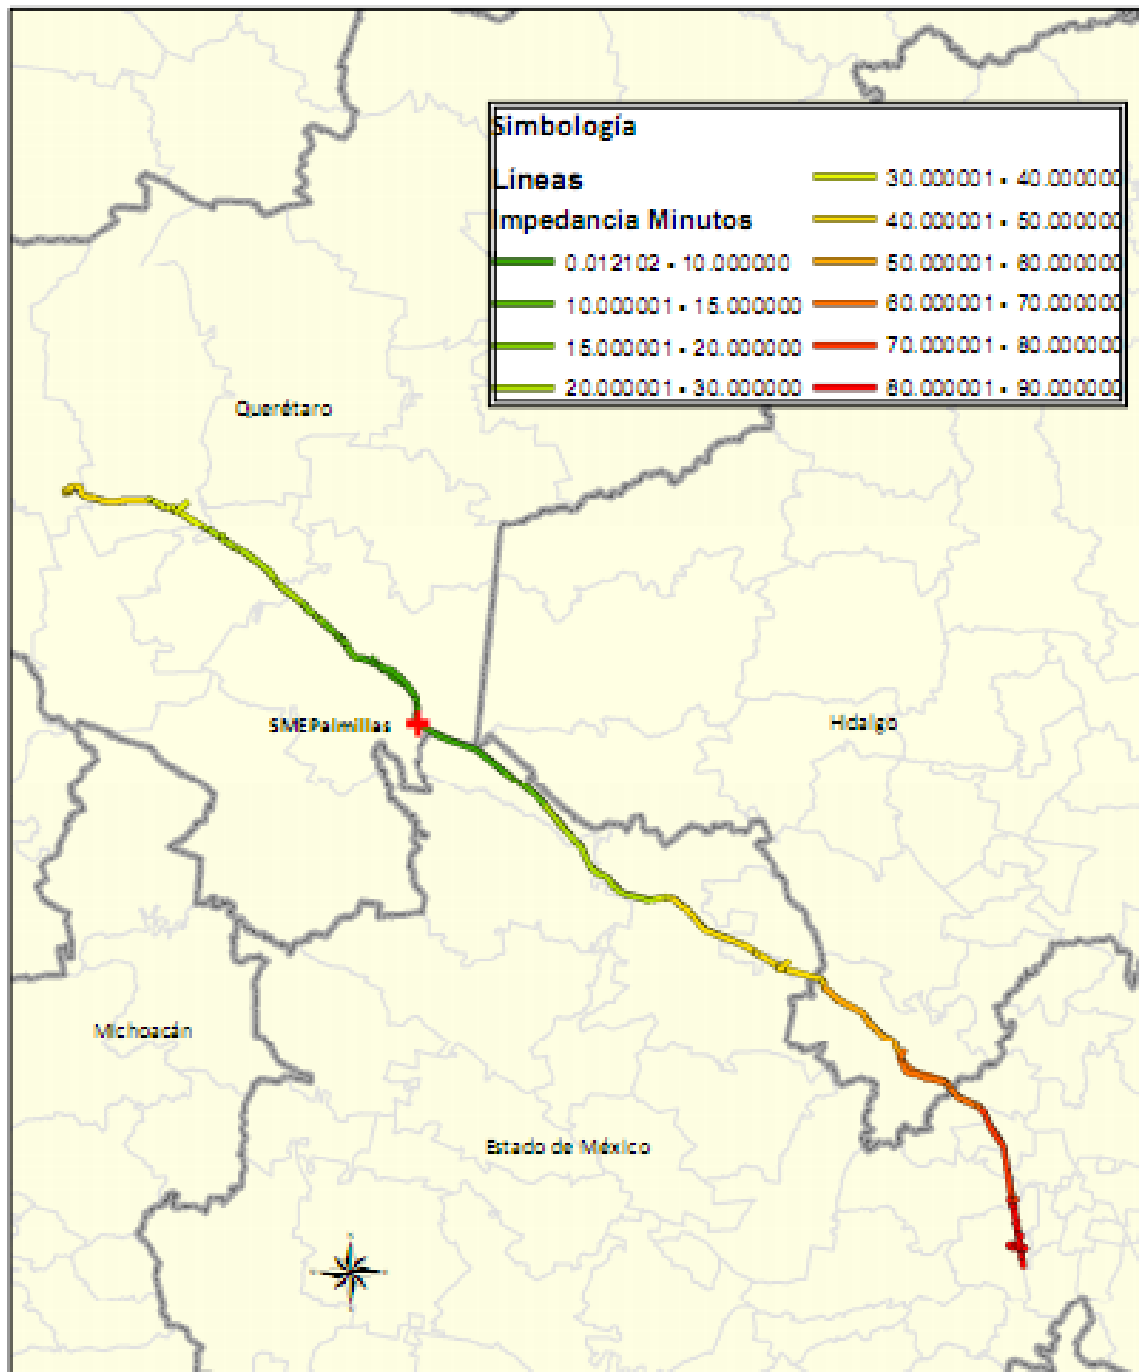 Simbología
Líneas
Impedancia Minutos
0.012102 - 10.000000
10.000001 - 15.000000
15.000001 - 20.000000
20.000001 - 30.000000
30.000001 - 40.000000
40.000001 - 50.000000
50.000001 - 60.000000
60.000001 - 70.000000
70.000001 - 80.000000
80.000001 - 90.000000
Querétaro
SMEPalmillas
Hidalgo
Michoacán
Estado de México